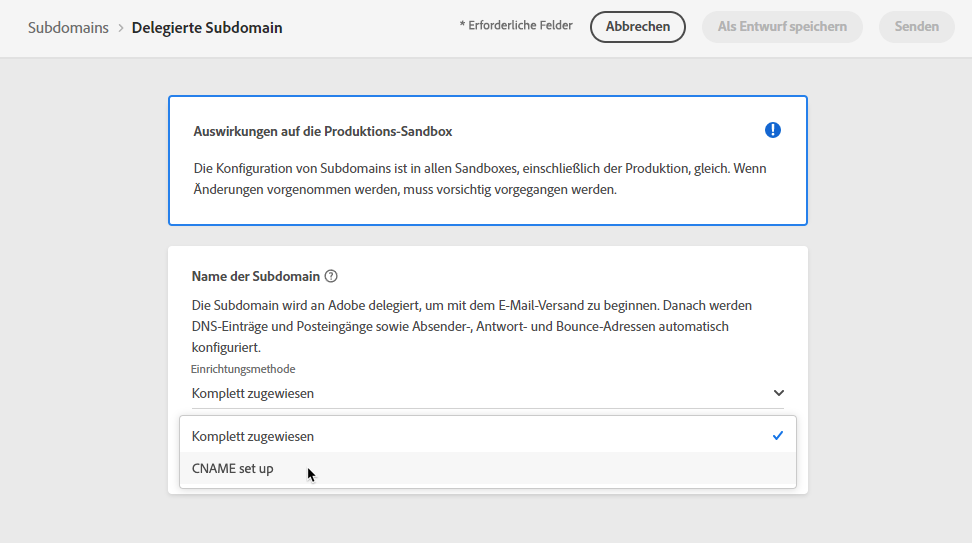 Subdomains > Delegierte Subdomain
* Erforderliche Felder
Abbrechen
Als Entwurf speichern
Senden
Auswirkungen auf die Produktions-Sandbox
Die Konfiguration von Subdomains ist in allen Sandboxes, einschließlich der Produktion, gleich. Wenn
Änderungen vorgenommen werden, muss vorsichtig vorgegangen werden.
Name der Subdomain
Die Subdomain wird an Adobe delegiert, um mit dem E-Mail-Versand zu beginnen. Danach werden
DNS-Einträge und Posteingänge sowie Absender-, Antwort- und Bounce-Adressen automatisch
konfiguriert.
Einrichtungsmethode
Komplett zugewiesen
Komplett zugewiesen
CNAME set up